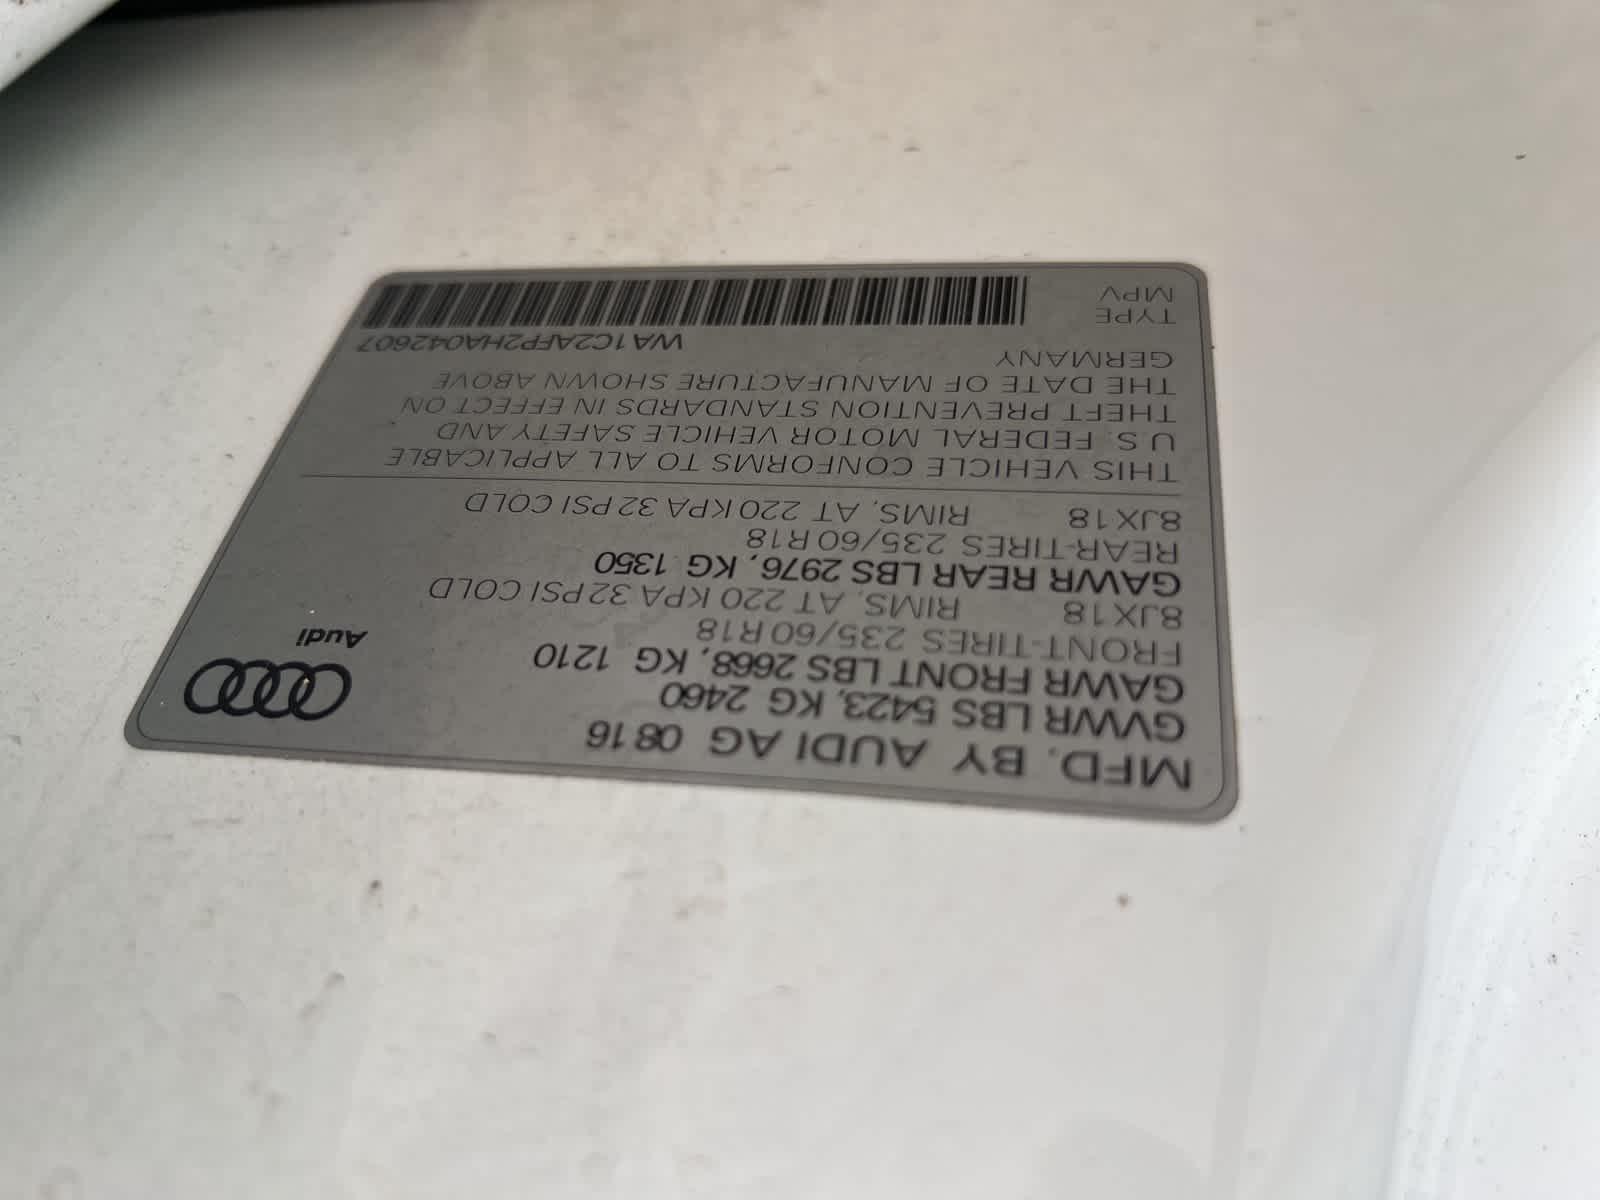 MFD. BY AUDI AG 0816
GVWR LBS 5423, KG 2460
GAWR FRONT LBS 2668, KG 1210
FRONT-TIRES 235/60 R18
8JX18 RIMS, AT 220 KPA 32 PSI COLD
GAWR REAR LBS 2976, KG 1350
REAR-TIRES 235/60 R18
8JX18 RIMS, AT 220 KPA 32 PSI COLD
Audi
THIS VEHICLE CONFORMS TO ALL APPLICABLE
U.S. FEDERAL MOTOR VEHICLE SAFETY AND
THEFT PREVENTION STANDARDS IN EFFECT ON
THE DATE OF MANUFACTURE SHOWN ABOVE
GERMANY
WA1C2AFP2HA042607
TYPE
MPV